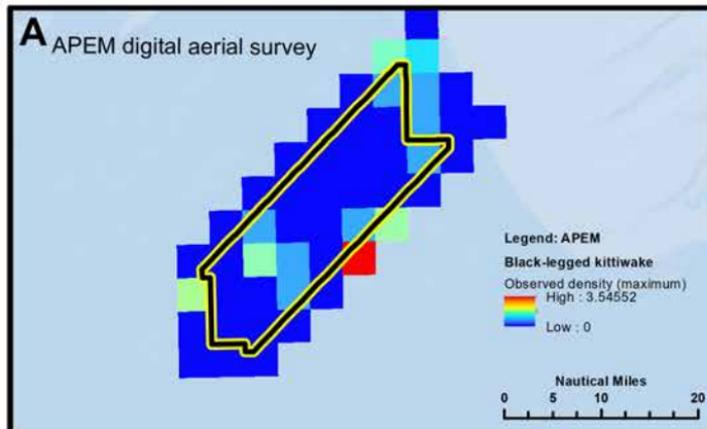 A APEM digital aerial survey
Legend: APEM
Black-legged kittiwake
Observed density (maximum)
High : 3.54552
Low : 0
Nautical Miles
0 5 10 20